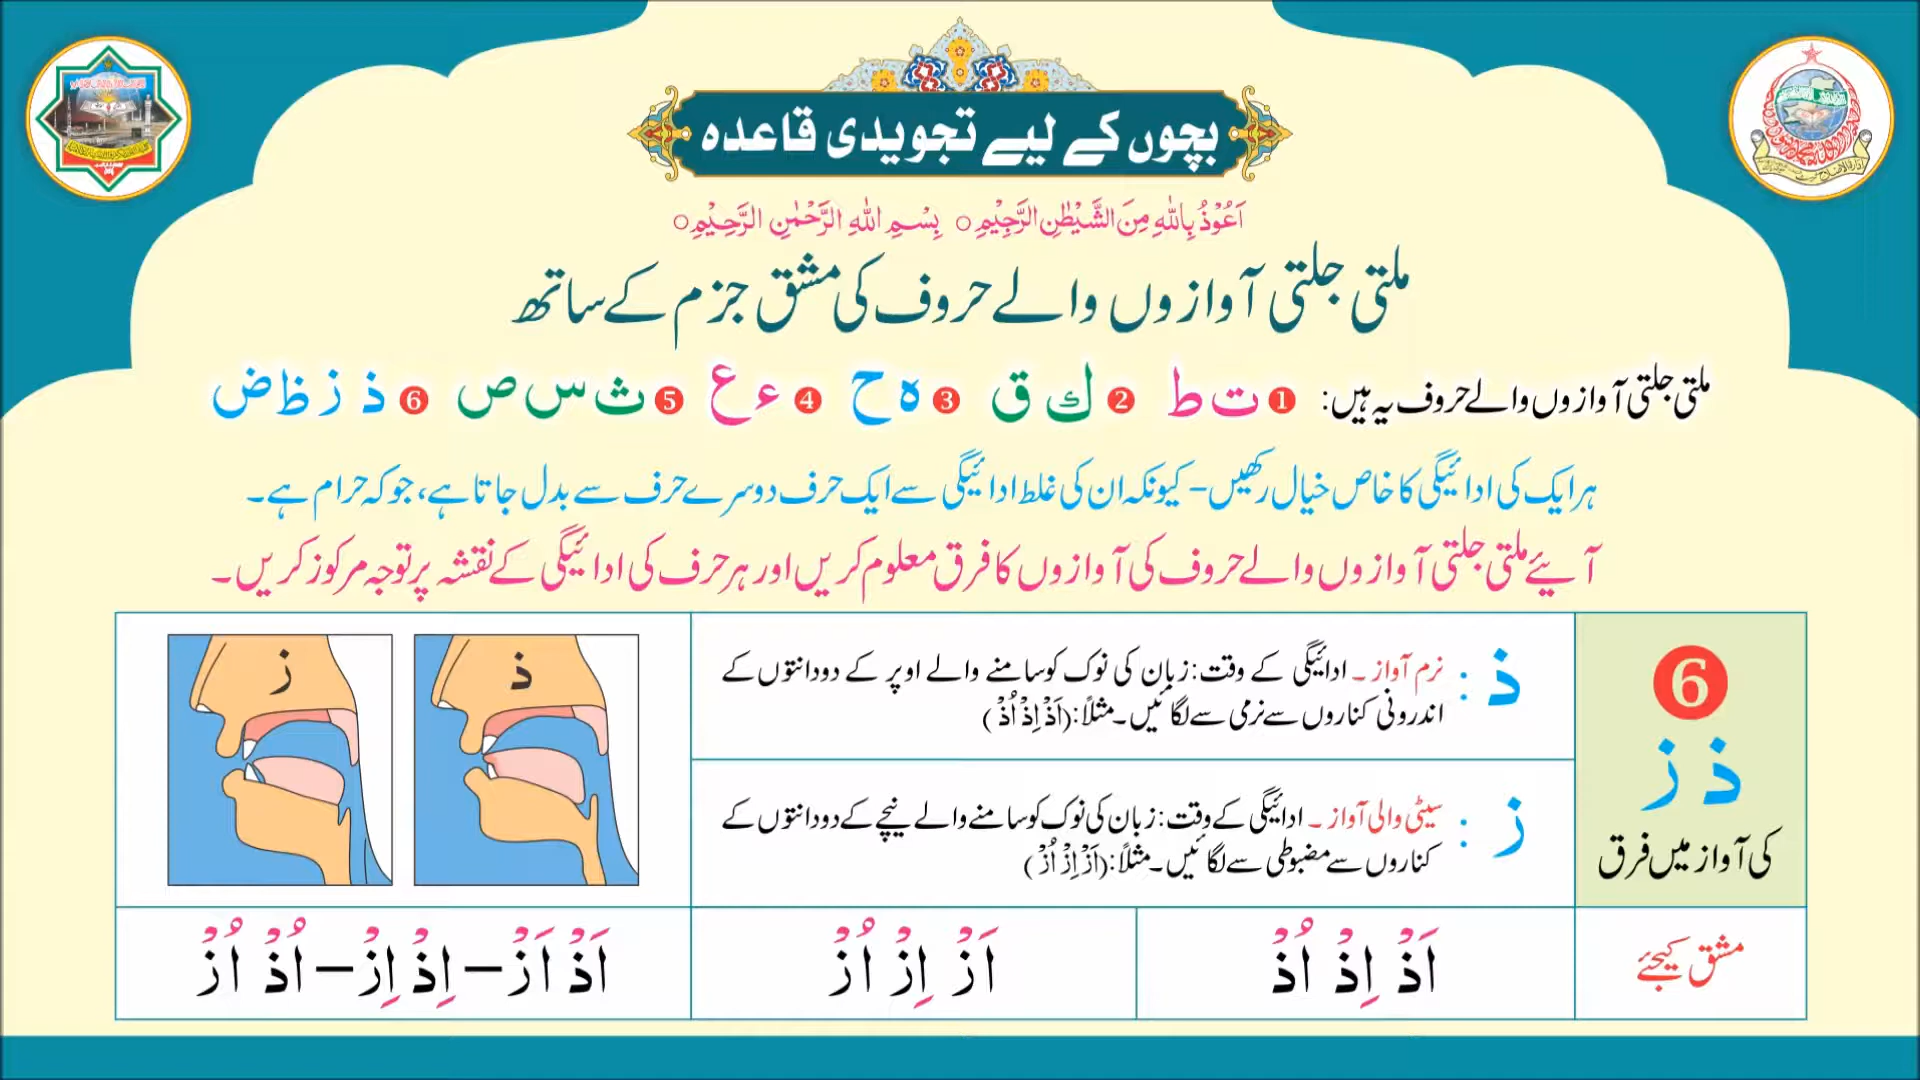 بچوں کے لیے تجویدی قاعدہ
اَعُوْذُ بِاللّٰهِ مِنَ الشَّيْطٰنِ الرَّجِيْمِ○ بِسْمِ اللّٰهِ الرَّحْمٰنِ الرَّحِيْمِ○
ملتی جلتی آوازوں والے حروف کی مشق جزم کے ساتھ
ملتی جلتی آوازوں والے حروف یہ ہیں: 1 ت ط 2 ك ق 3 ہ ح 4 ء ع 5 ث س ص 6 ذ ز ظ ض
ہر ایک کی ادائیگی کا خاص خیال رکھیں - کیونکہ ان کی غلط ادائیگی سے ایک حرف دوسرے حرف سے بدل جاتا ہے، جو کہ حرام ہے۔
آیئے ملتی جلتی آوازوں والے حروف کی آوازوں کا فرق معلوم کریں اور ہر حرف کی ادائیگی کے نقشہ پر توجہ مرکوز کریں۔
6
ذ ز
کی آواز میں فرق
ذ : نرم آواز ۔ ادائیگی کے وقت: زبان کی نوک کو سامنے والے اوپر کے دو دانتوں کے
اندرونی کناروں سے نرمی سے لگائیں۔ مثلاً: (اَذْ اِذْ اُذْ)
ز : سیٹی والی آواز ۔ ادائیگی کے وقت: زبان کی نوک کو سامنے والے نیچے کے دو دانتوں کے
کناروں سے مضبوطی سے لگائیں۔ مثلاً: (اَزْ اِزْ اُزْ)
ذ
ز
مشق کیجئے
اَذْ اِذْ اُذْ
اَزْ اِزْ اُزْ
اَذْ اَزْ – اِذْ اِزْ – اُذْ اُزْ